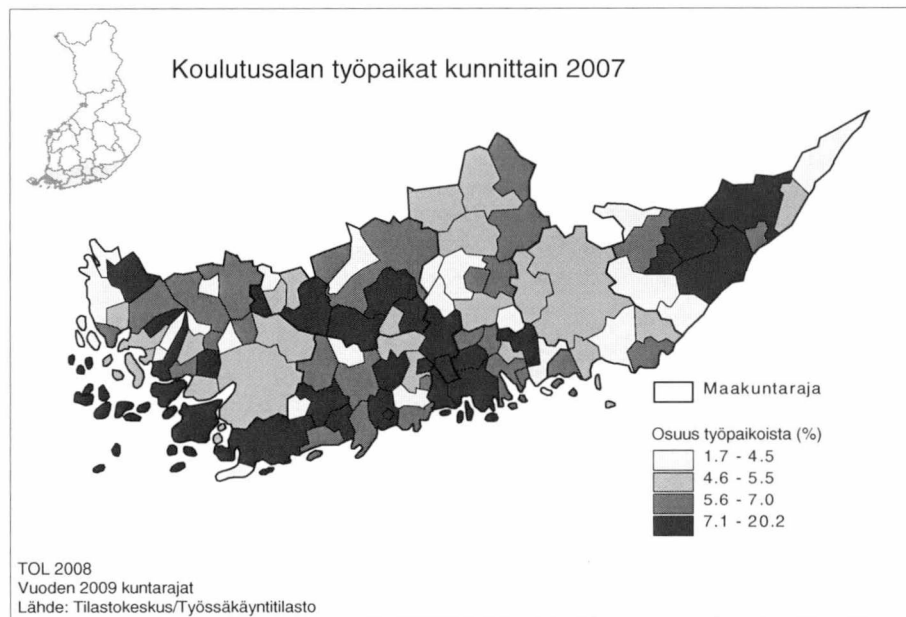 Koulutusalan työpaikat kunnittain 2007
Maakuntaraja
Osuus työpaikoista (%)
1.7 - 4.5
4.6 - 5.5
5.6 - 7.0
7.1 - 20.2
TOL 2008
Vuoden 2009 kuntarajat
Lähde: Tilastokeskus/Työssäkäyntitilasto